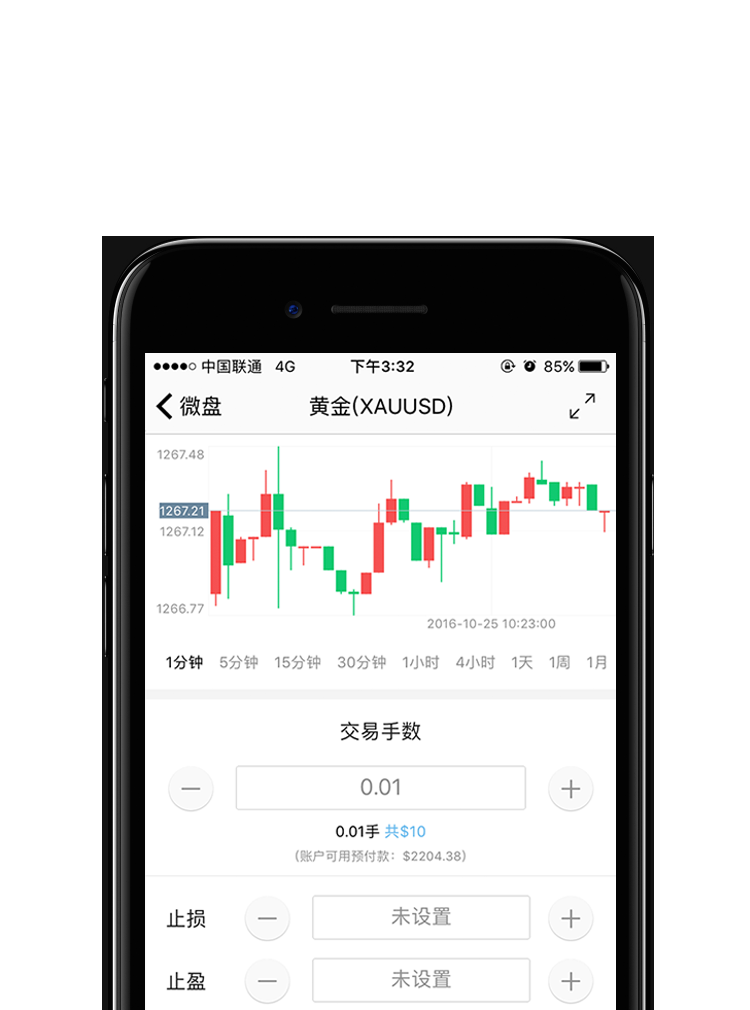 中国联通 4G 下午3:32 85%
微盘 黄金(XAUUSD)
1267.48
1267.21
1267.12
1266.77
2016-10-25 10:23:00
1分钟 5分钟 15分钟 30分钟 1小时 4小时 1天 1周 1月
交易手数
0.01
0.01手 共$10
(账户可用预付款：$2204.38)
止损 未设置
止盈 未设置